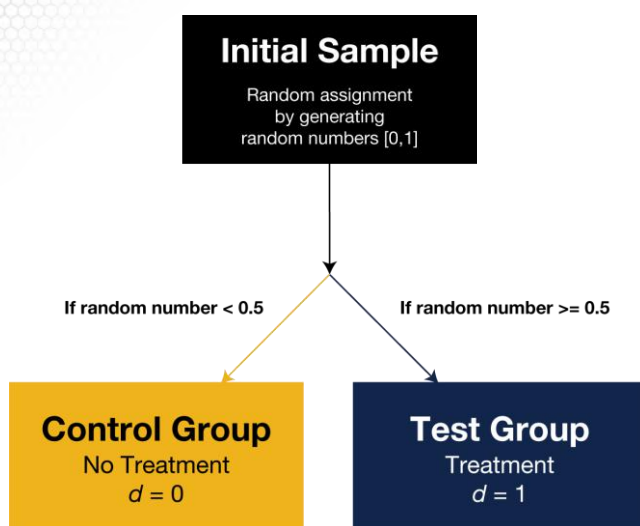 Initial Sample
Random assignment
by generating
random numbers [0,1]
If random number < 0.5
If random number >= 0.5
Control Group
No Treatment
d = 0
Test Group
Treatment
d = 1